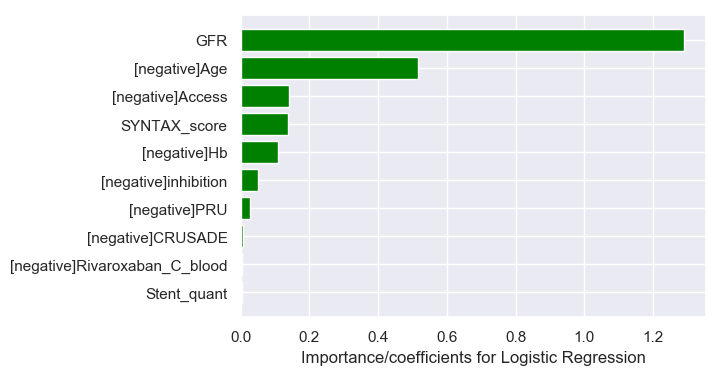 GFR
[negative]Age
[negative]Access
SYNTAX_score
[negative]Hb
[negative]inhibition
[negative]PRU
[negative]CRUSADE
[negative]Rivaroxaban_C_blood
Stent_quant
0.0 0.2 0.4 0.6 0.8 1.0 1.2
Importance/coefficients for Logistic Regression